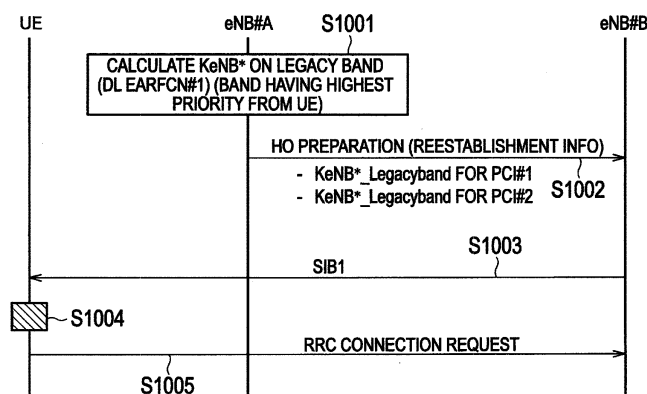 UE
eNB#A
S1001
eNB#B
CALCULATE KeNB* ON LEGACY BAND
(DL EARFCN#1) (BAND HAVING HIGHEST
PRIORITY FROM UE)
HO PREPARATION (REESTABLISHMENT INFO)
- KeNB*_Legacyband FOR PCI#1
- KeNB*_Legacyband FOR PCI#2
S1002
S1003
SIB1
S1004
RRC CONNECTION REQUEST
S1005